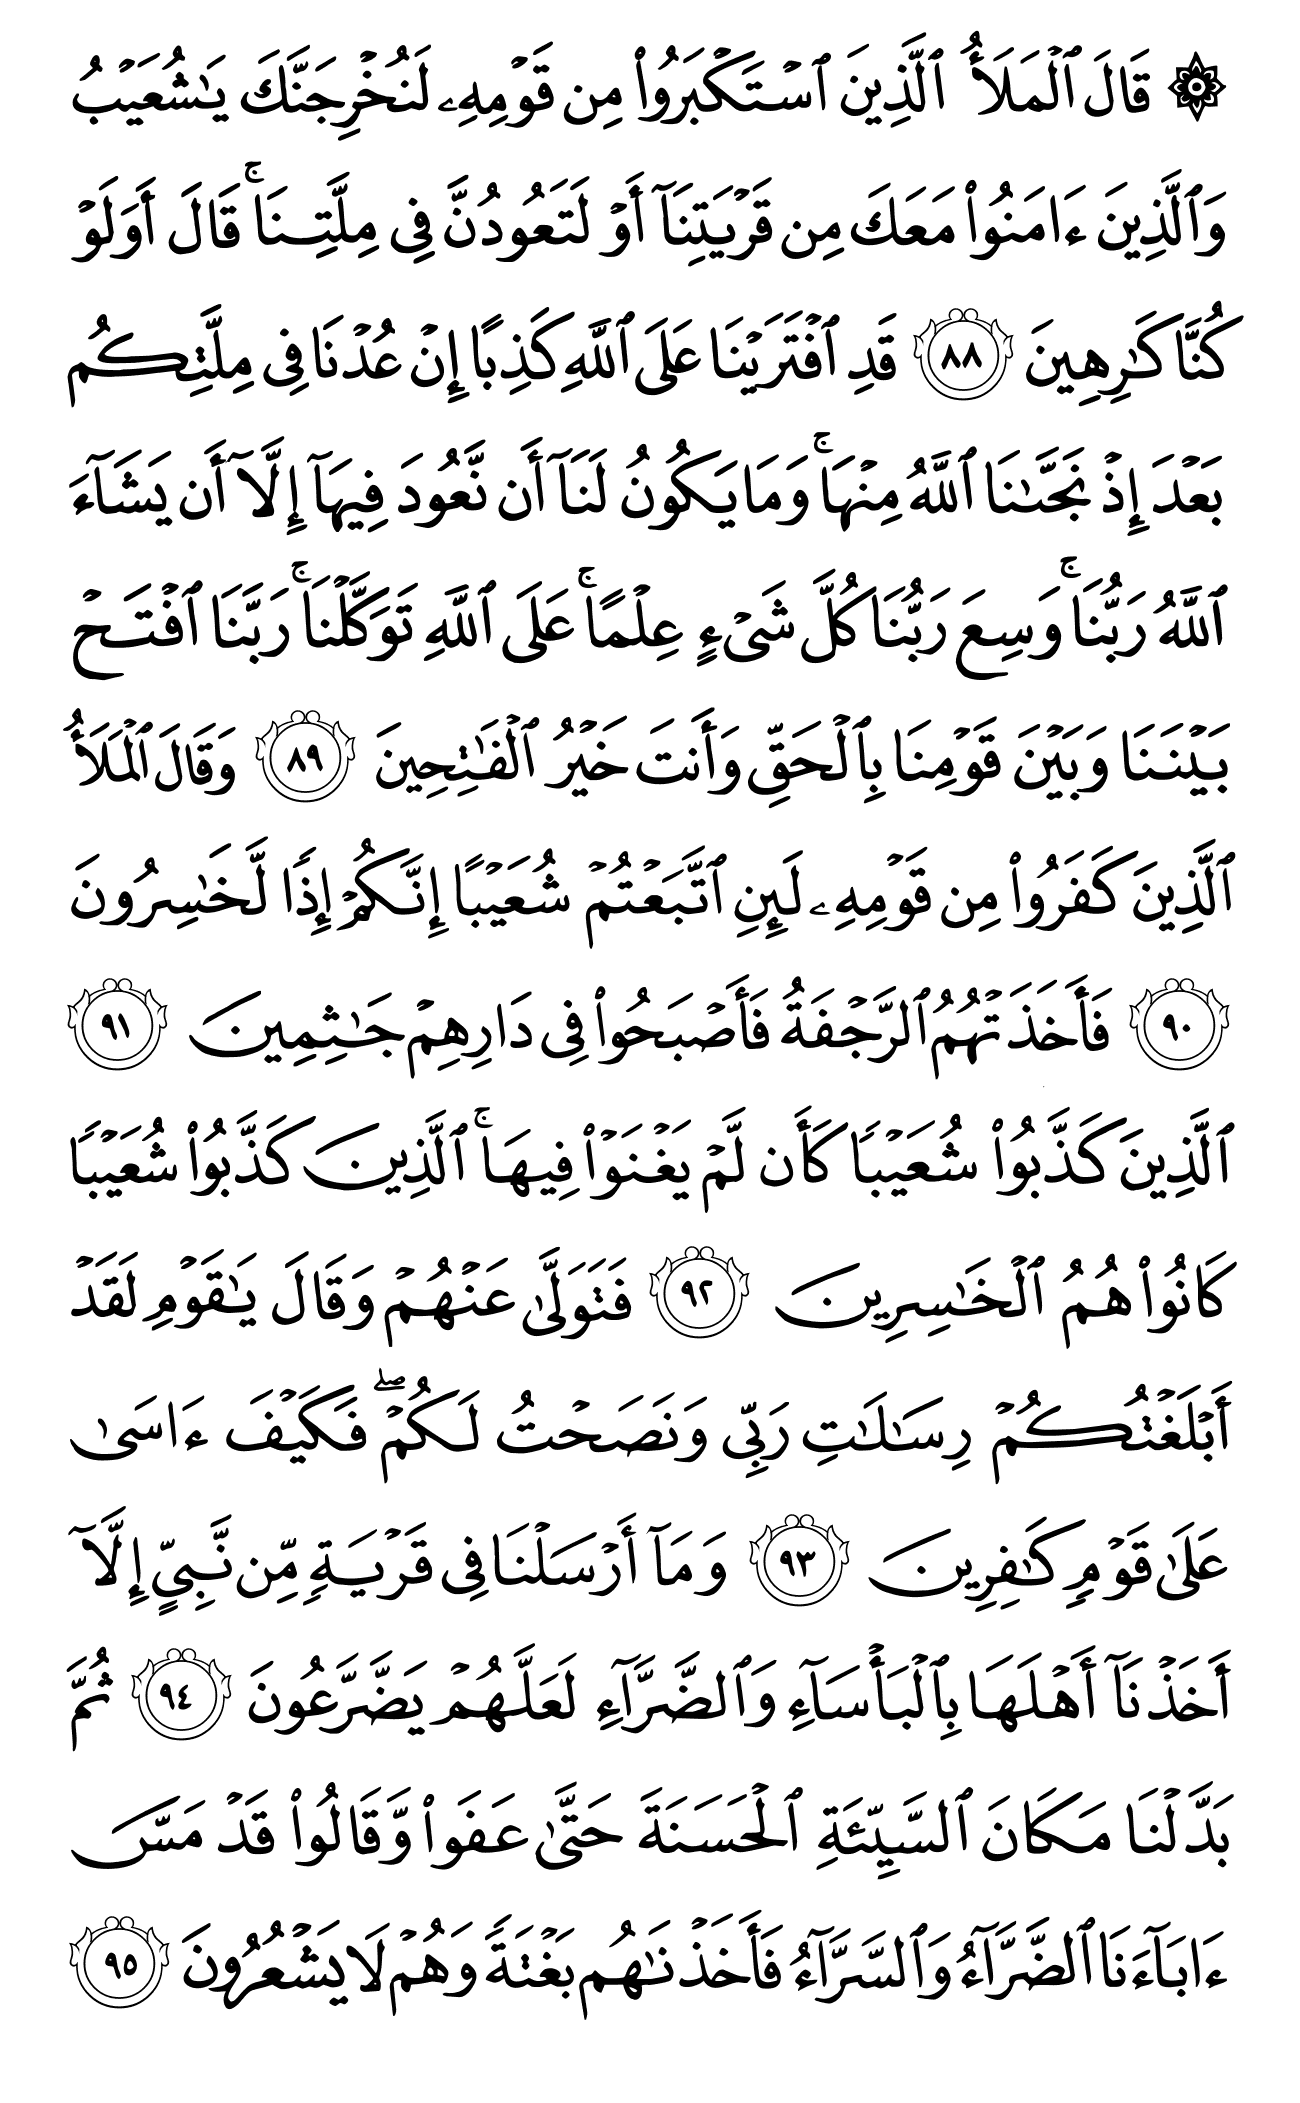 ۞ قَالَ ٱلْمَلَأُ ٱلَّذِينَ ٱسْتَكْبَرُوا۟ مِن قَوْمِهِۦ لَنُخْرِجَنَّكَ يَـٰشُعَيْبُ
وَٱلَّذِينَ ءَامَنُوا۟ مَعَكَ مِن قَرْيَتِنَآ أَوْ لَتَعُودُنَّ فِى مِلَّتِنَا ۚ قَالَ أَوَلَوْ
كُنَّا كَـٰرِهِينَ ٨٨ قَدِ ٱفْتَرَيْنَا عَلَى ٱللَّهِ كَذِبًا إِنْ عُدْنَا فِى مِلَّتِكُم
بَعْدَ إِذْ نَجَّىٰنَا ٱللَّهُ مِنْهَا ۚ وَمَا يَكُونُ لَنَآ أَن نَّعُودَ فِيهَآ إِلَّآ أَن يَشَآءَ
ٱللَّهُ رَبُّنَا ۚ وَسِعَ رَبُّنَا كُلَّ شَىْءٍ عِلْمًا ۚ عَلَى ٱللَّهِ تَوَكَّلْنَا ۚ رَبَّنَا ٱفْتَحْ
بَيْنَنَا وَبَيْنَ قَوْمِنَا بِٱلْحَقِّ وَأَنتَ خَيْرُ ٱلْفَـٰتِحِينَ ٨٩ وَقَالَ ٱلْمَلَأُ
ٱلَّذِينَ كَفَرُوا۟ مِن قَوْمِهِۦ لَئِنِ ٱتَّبَعْتُمْ شُعَيْبًا إِنَّكُمْ إِذًا لَّخَـٰسِرُونَ
٩٠ فَأَخَذَتْهُمُ ٱلرَّجْفَةُ فَأَصْبَحُوا۟ فِى دَارِهِمْ جَـٰثِمِينَ ٩١
ٱلَّذِينَ كَذَّبُوا۟ شُعَيْبًا كَأَن لَّمْ يَغْنَوْا۟ فِيهَا ۚ ٱلَّذِينَ كَذَّبُوا۟ شُعَيْبًا
كَانُوا۟ هُمُ ٱلْخَـٰسِرِينَ ٩٢ فَتَوَلَّىٰ عَنْهُمْ وَقَالَ يَـٰقَوْمِ لَقَدْ
أَبْلَغْتُكُمْ رِسَـٰلَـٰتِ رَبِّى وَنَصَحْتُ لَكُمْ ۖ فَكَيْفَ ءَاسَىٰ
عَلَىٰ قَوْمٍ كَـٰفِرِينَ ٩٣ وَمَآ أَرْسَلْنَا فِى قَرْيَةٍ مِّن نَّبِىٍّ إِلَّآ
أَخَذْنَآ أَهْلَهَا بِٱلْبَأْسَآءِ وَٱلضَّرَّآءِ لَعَلَّهُمْ يَضَّرَّعُونَ ٩٤ ثُمَّ
بَدَّلْنَا مَكَانَ ٱلسَّيِّئَةِ ٱلْحَسَنَةَ حَتَّىٰ عَفَوا۟ وَّقَالُوا۟ قَدْ مَسَّ
ءَابَآءَنَا ٱلضَّرَّآءُ وَٱلسَّرَّآءُ فَأَخَذْنَـٰهُم بَغْتَةً وَهُمْ لَا يَشْعُرُونَ ٩٥